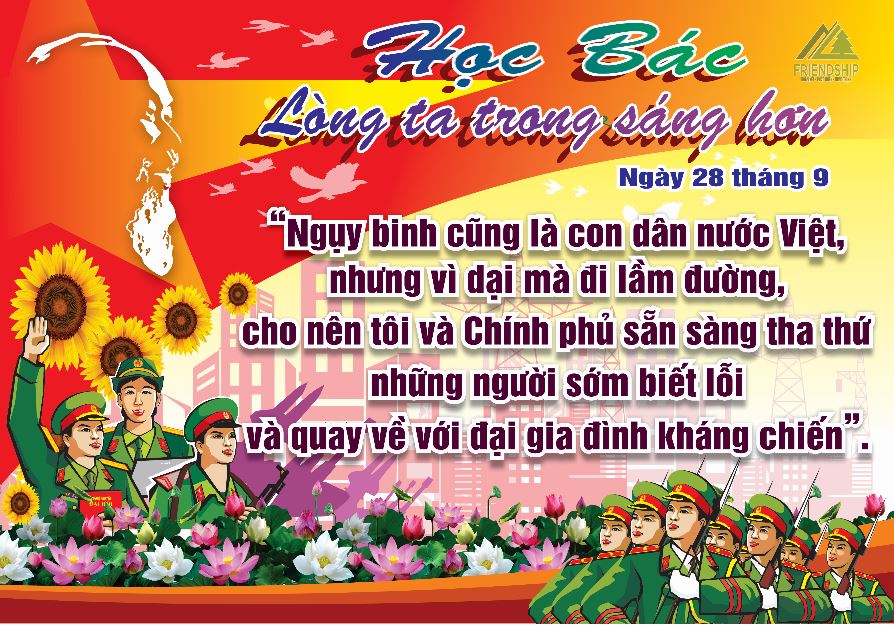 Học Bác
Lòng ta trong sáng hơn
FRIENDSHIP
Ngày 28 tháng 9
“Ngụy binh cũng là con dân nước Việt,
nhưng vì dại mà đi lầm đường,
cho nên tôi và Chính phủ sẵn sàng tha thứ
những người sớm biết lỗi
và quay về với đại gia đình kháng chiến”.